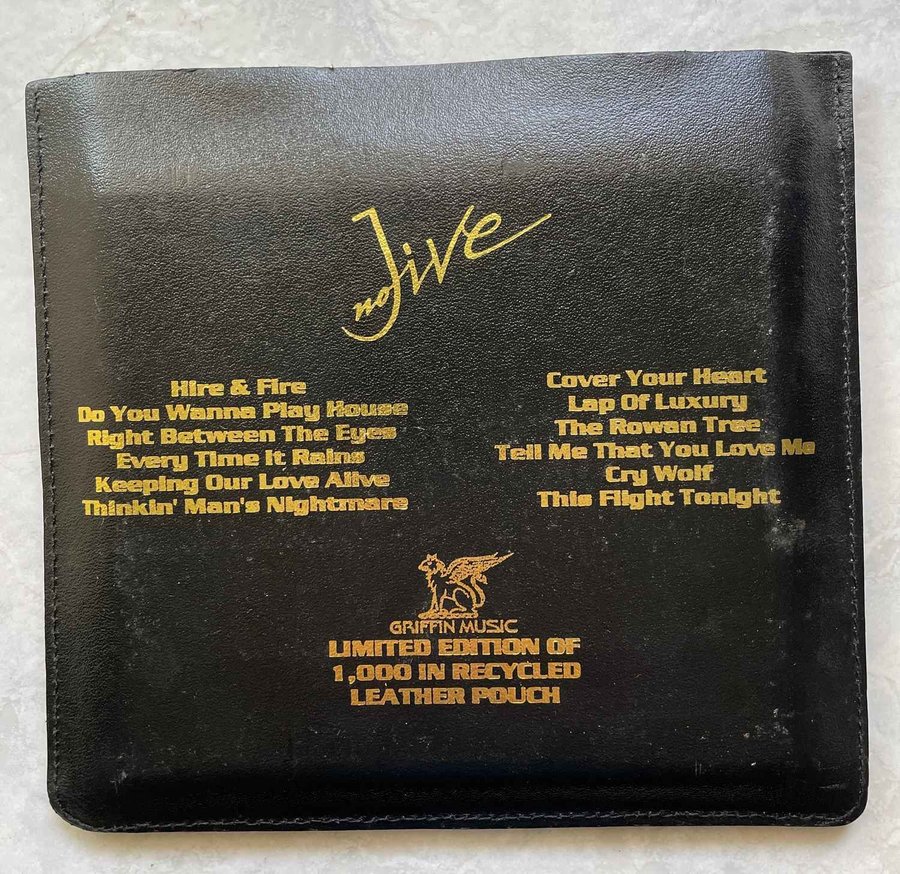 no Jive
Hire & Fire
Do You Wanna Play House
Right Between The Eyes
Every Time It Rains
Keeping Our Love Alive
Thinkin' Man's Nightmare
Cover Your Heart
Lap Of Luxury
The Rowan Tree
Tell Me That You Love Me
Cry Wolf
This Flight Tonight
GRIFFIN MUSIC
LIMITED EDITION OF
1,000 IN RECYCLED
LEATHER POUCH